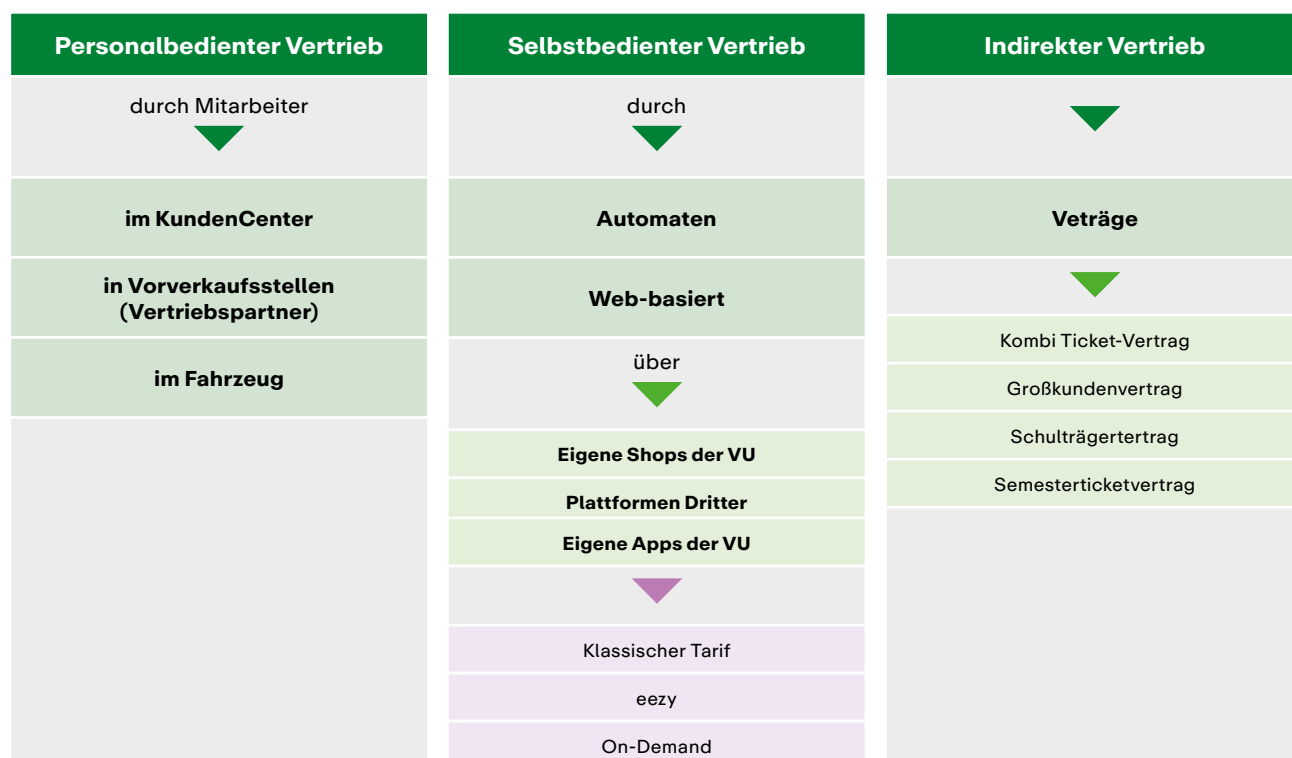 Personalbedienter Vertrieb
durch Mitarbeiter
im KundenCenter
in Vorverkaufsstellen
(Vertriebspartner)
im Fahrzeug
Selbstbedienter Vertrieb
durch
Automaten
Web-basiert
über
Eigene Shops der VU
Plattformen Dritter
Eigene Apps der VU
Klassischer Tarif
eezy
On-Demand
Indirekter Vertrieb
Veträge
Kombi Ticket-Vertrag
Großkundenvertrag
Schulträgertertrag
Semesterticketvertrag